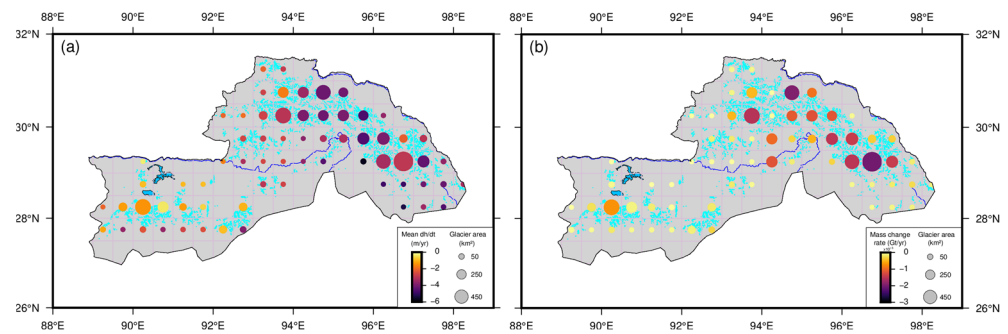 88°E 90°E 92°E 94°E 96°E 98°E 88°E 90°E 92°E 94°E 96°E 98°E
32°N 32°N
(a) (b)
30°N 30°N
28°N 28°N
Mean dh/dt
(m/yr)
0
−2
−4
−6
Glacier area
(km²)
50
250
450
Mass change
rate (Gt/yr)
0
−1
−2
−3
Glacier area
(km²)
50
250
450
26°N 26°N
88°E 90°E 92°E 94°E 96°E 98°E 88°E 90°E 92°E 94°E 96°E 98°E